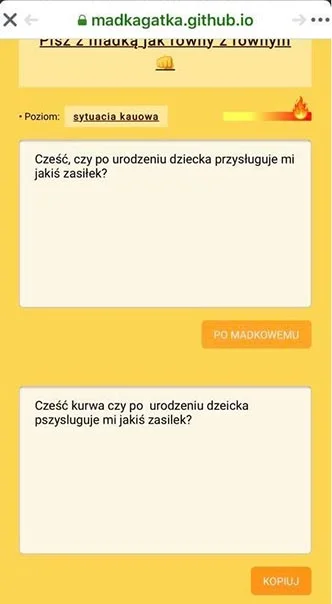 madkagatka.github.io
Pisz z madką jak równy z równym
• Poziom: sytuacja kauowa
Cześć, czy po urodzeniu dziecka przysługuje mi
jakiś zasiłek?
PO MADKOWEMU
Cześć kurwa czy po  urodzeniu dzeicka
pszysluguje mi jakiś zasilek?
KOPIUJ